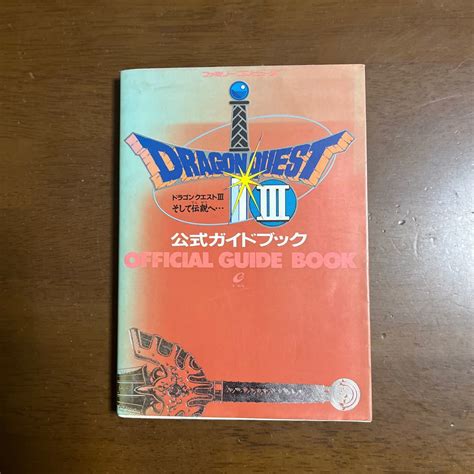 ファミリーコンピュータ
DRAGON QUEST
III
ドラゴンクエストIII
そして伝説へ…
公式ガイドブック
OFFICIAL GUIDE BOOK